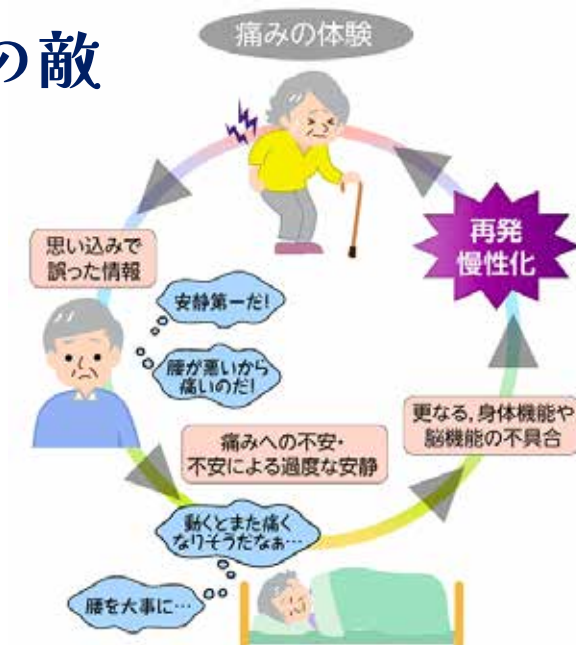 の敵
痛みの体験
再発
慢性化
思い込みで
誤った情報
安静第一だ!
腰が悪いから
痛いのだ!
更なる,身体機能や
脳機能の不具合
痛みへの不安・
不安による過度な安静
動くとまた痛く
なりそうだなぁ…
腰を大事に…